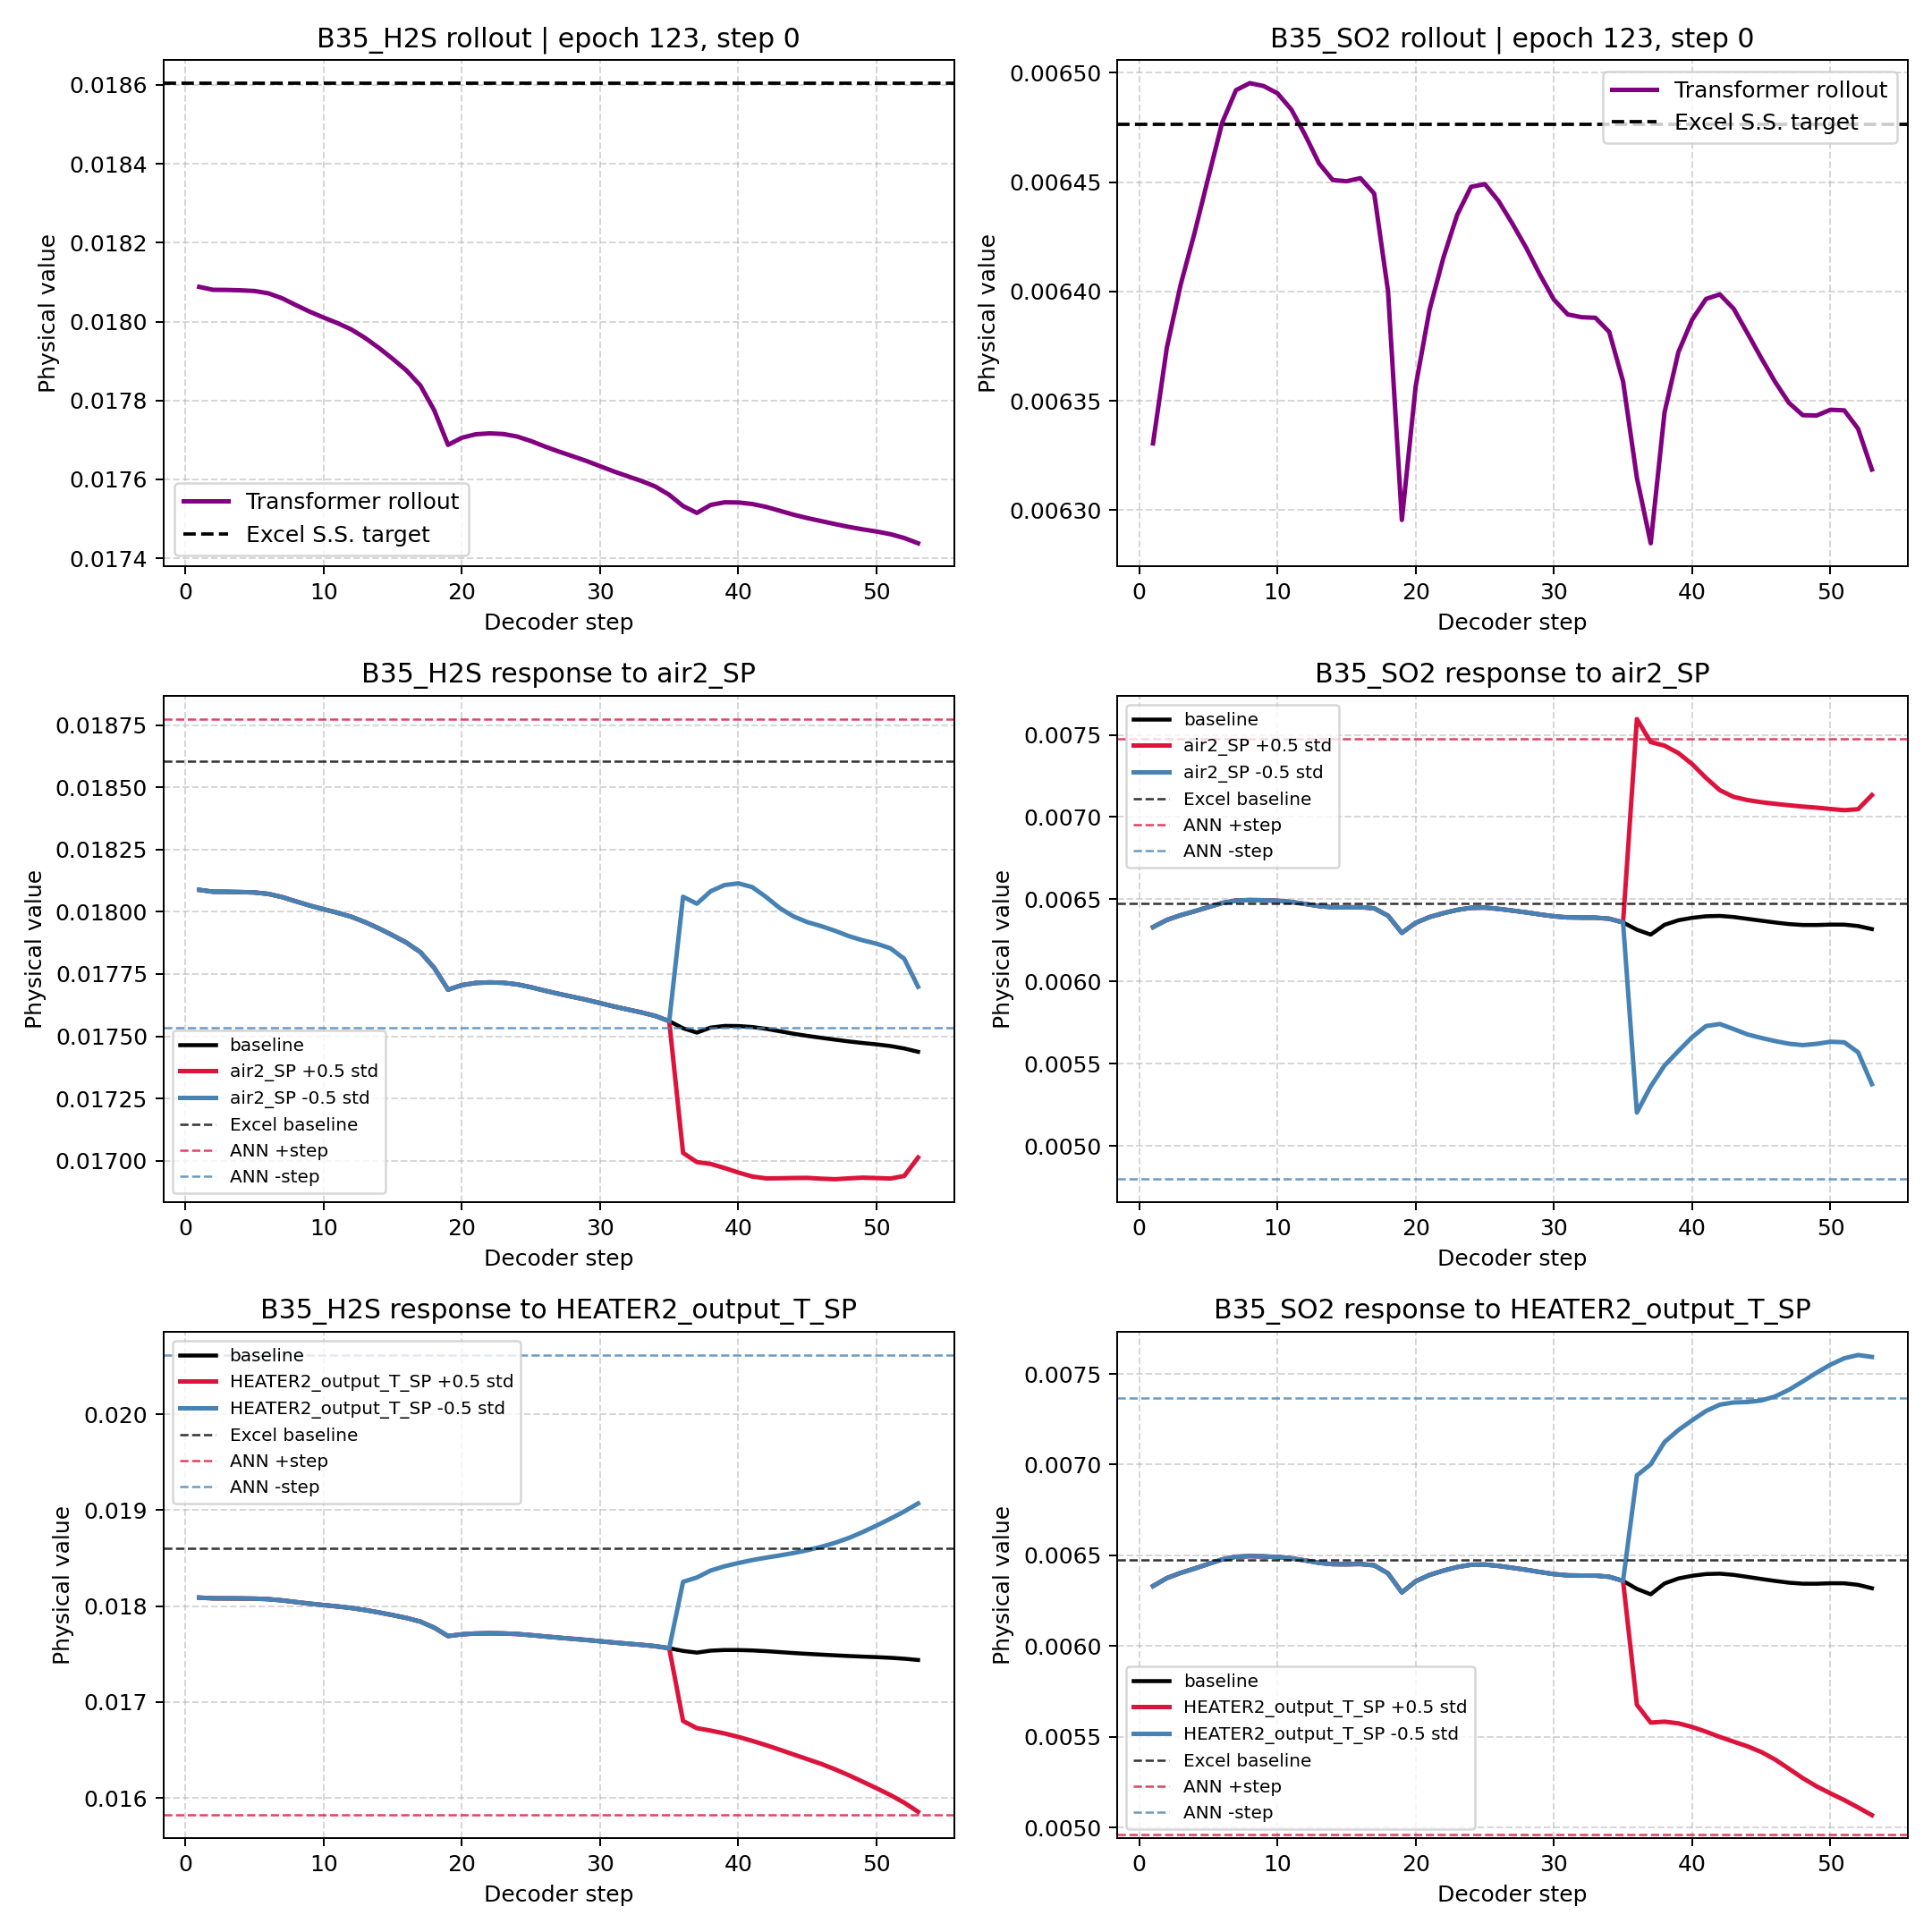 B35_H2S rollout | epoch 123, step 0
Physical value
0.0186
0.0184
0.0182
0.0180
0.0178
0.0176
0.0174
Transformer rollout
Excel S.S. target
0 10 20 30 40 50
Decoder step
B35_SO2 rollout | epoch 123, step 0
Physical value
0.00650
0.00645
0.00640
0.00635
0.00630
Transformer rollout
Excel S.S. target
0 10 20 30 40 50
Decoder step
B35_H2S response to air2_SP
Physical value
0.01875
0.01850
0.01825
0.01800
0.01775
0.01750
0.01725
0.01700
baseline
air2_SP +0.5 std
air2_SP -0.5 std
Excel baseline
ANN +step
ANN -step
0 10 20 30 40 50
Decoder step
B35_SO2 response to air2_SP
Physical value
0.0075
0.0070
0.0065
0.0060
0.0055
0.0050
baseline
air2_SP +0.5 std
air2_SP -0.5 std
Excel baseline
ANN +step
ANN -step
0 10 20 30 40 50
Decoder step
B35_H2S response to HEATER2_output_T_SP
Physical value
0.020
0.019
0.018
0.017
0.016
baseline
HEATER2_output_T_SP +0.5 std
HEATER2_output_T_SP -0.5 std
Excel baseline
ANN +step
ANN -step
0 10 20 30 40 50
Decoder step
B35_SO2 response to HEATER2_output_T_SP
Physical value
0.0075
0.0070
0.0065
0.0060
0.0055
0.0050
baseline
HEATER2_output_T_SP +0.5 std
HEATER2_output_T_SP -0.5 std
Excel baseline
ANN +step
ANN -step
0 10 20 30 40 50
Decoder step